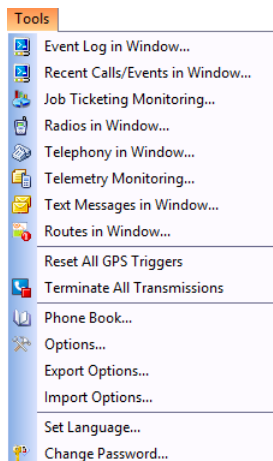 Tools
Event Log in Window...
Recent Calls/Events in Window...
Job Ticketing Monitoring...
Radios in Window...
Telephony in Window...
Telemetry Monitoring...
Text Messages in Window...
Routes in Window...
Reset All GPS Triggers
Terminate All Transmissions
Phone Book...
Options...
Export Options...
Import Options...
Set Language...
Change Password...